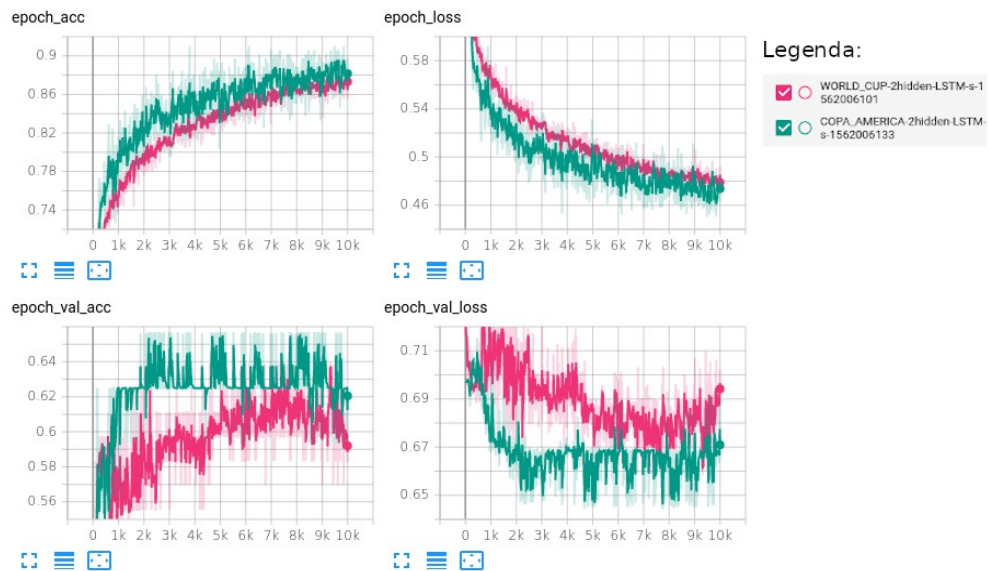 epoch_acc
0.9
0.86
0.82
0.78
0.74
0 1k 2k 3k 4k 5k 6k 7k 8k 9k 10k
epoch_loss
0.58
0.54
0.5
0.46
0 1k 2k 3k 4k 5k 6k 7k 8k 9k 10k
Legenda:
WORLD_CUP-2hidden-LSTM-s-1
562006101
COPA_AMERICA-2hidden-LSTM-
s-1562006133
epoch_val_acc
0.64
0.62
0.6
0.58
0.56
0 1k 2k 3k 4k 5k 6k 7k 8k 9k 10k
epoch_val_loss
0.71
0.69
0.67
0.65
0 1k 2k 3k 4k 5k 6k 7k 8k 9k 10k